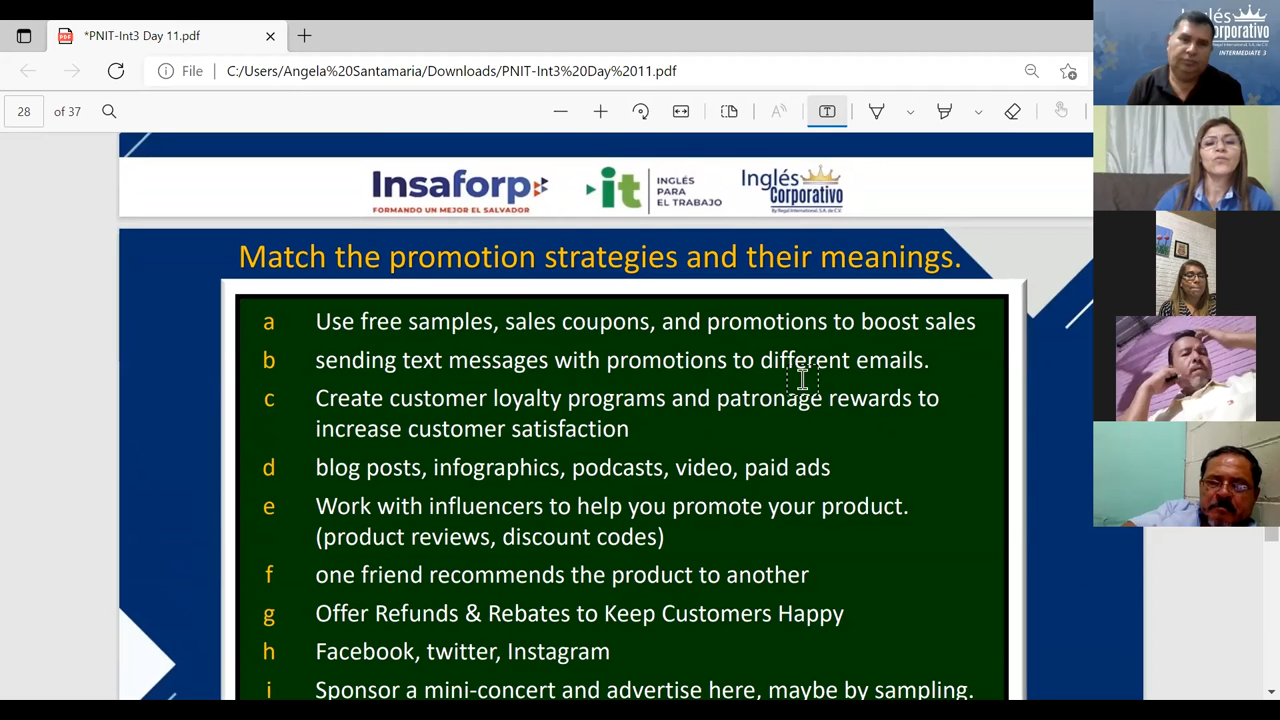 *PNIT-Int3 Day 11.pdf
File
C:/Users/Angela%20Santamaria/Downloads/PNIT-Int3%20Day%2011.pdf
28 of 37
Insaforp
FORMANDO UN MEJOR EL SALVADOR
it
INGLÉS
PARA
EL TRABAJO
Inglés
Corporativo
By Regal International, S.A. de C.V.
Match the promotion strategies and their meanings.
a Use free samples, sales coupons, and promotions to boost sales
b sending text messages with promotions to different emails.
c Create customer loyalty programs and patronage rewards to
increase customer satisfaction
d blog posts, infographics, podcasts, video, paid ads
e Work with influencers to help you promote your product.
(product reviews, discount codes)
f one friend recommends the product to another
g Offer Refunds & Rebates to Keep Customers Happy
h Facebook, twitter, Instagram
i Sponsor a mini-concert and advertise here, maybe by sampling.
INTERMEDIATE 3